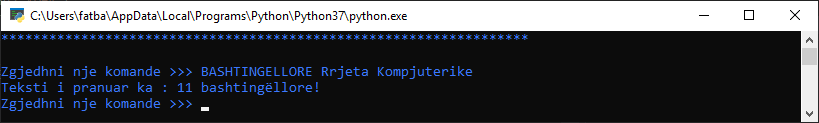 C:\Users\fatba\AppData\Local\Programs\Python\Python37\python.exe
******************************************************************
Zgjedhni nje komande >>> BASHTINGELLORE Rrjeta Kompjuterike
Teksti i pranuar ka : 11 bashtingëllore!
Zgjedhni nje komande >>>